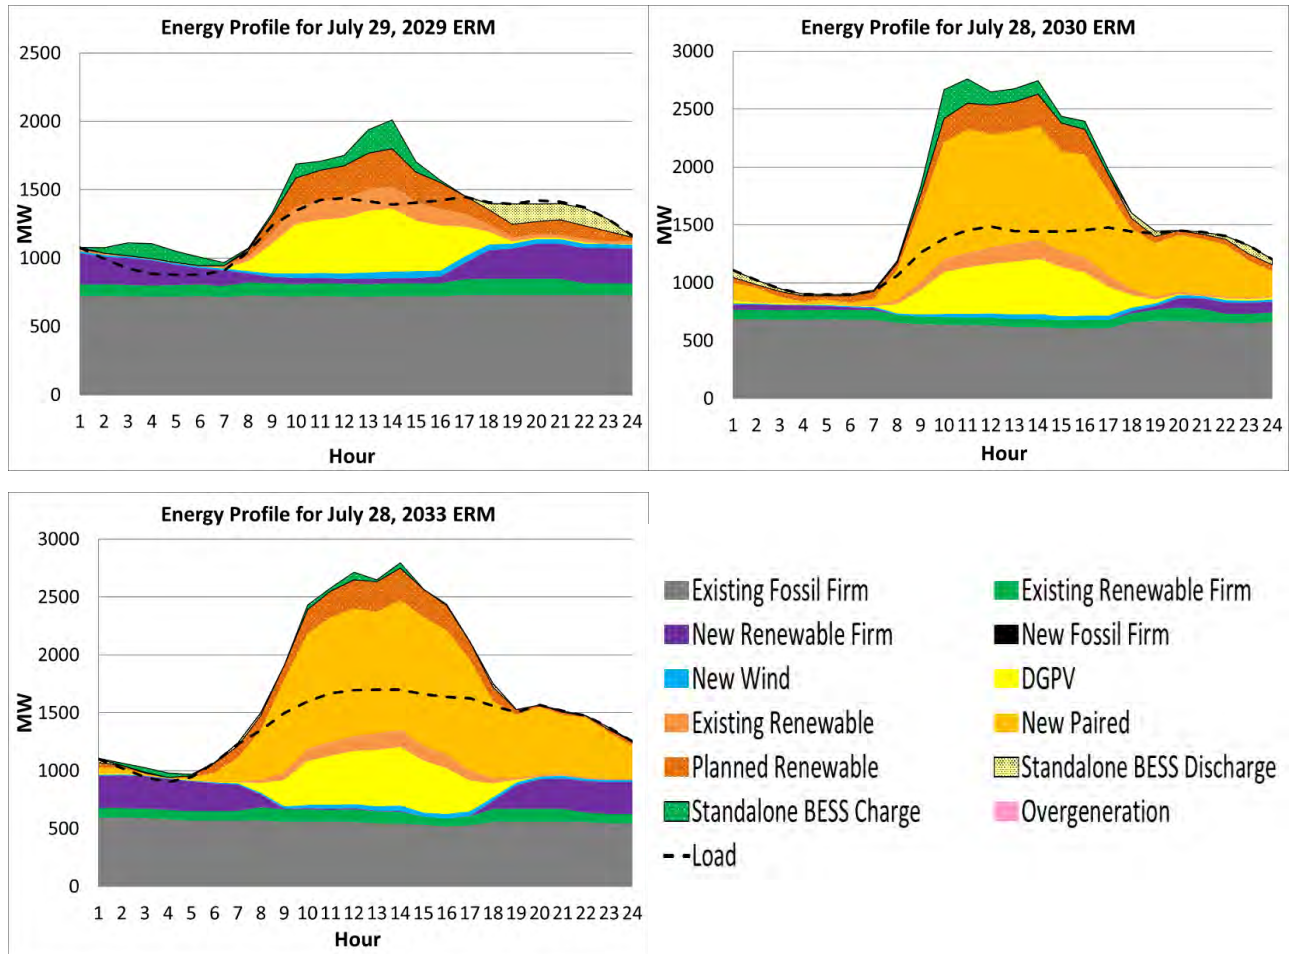 Energy Profile for July 29, 2029 ERM
2500
2000
1500
1000
500
0
MW
1 2 3 4 5 6 7 8 9 10 11 12 13 14 15 16 17 18 19 20 21 22 23 24
Hour
Energy Profile for July 28, 2030 ERM
3000
2500
2000
1500
1000
500
0
MW
1 2 3 4 5 6 7 8 9 10 11 12 13 14 15 16 17 18 19 20 21 22 23 24
Hour
Energy Profile for July 28, 2033 ERM
3000
2500
2000
1500
1000
500
0
MW
1 2 3 4 5 6 7 8 9 10 11 12 13 14 15 16 17 18 19 20 21 22 23 24
Hour
Existing Fossil Firm
Existing Renewable Firm
New Renewable Firm
New Fossil Firm
New Wind
DGPV
Existing Renewable
New Paired
Planned Renewable
Standalone BESS Discharge
Standalone BESS Charge
Overgeneration
Load